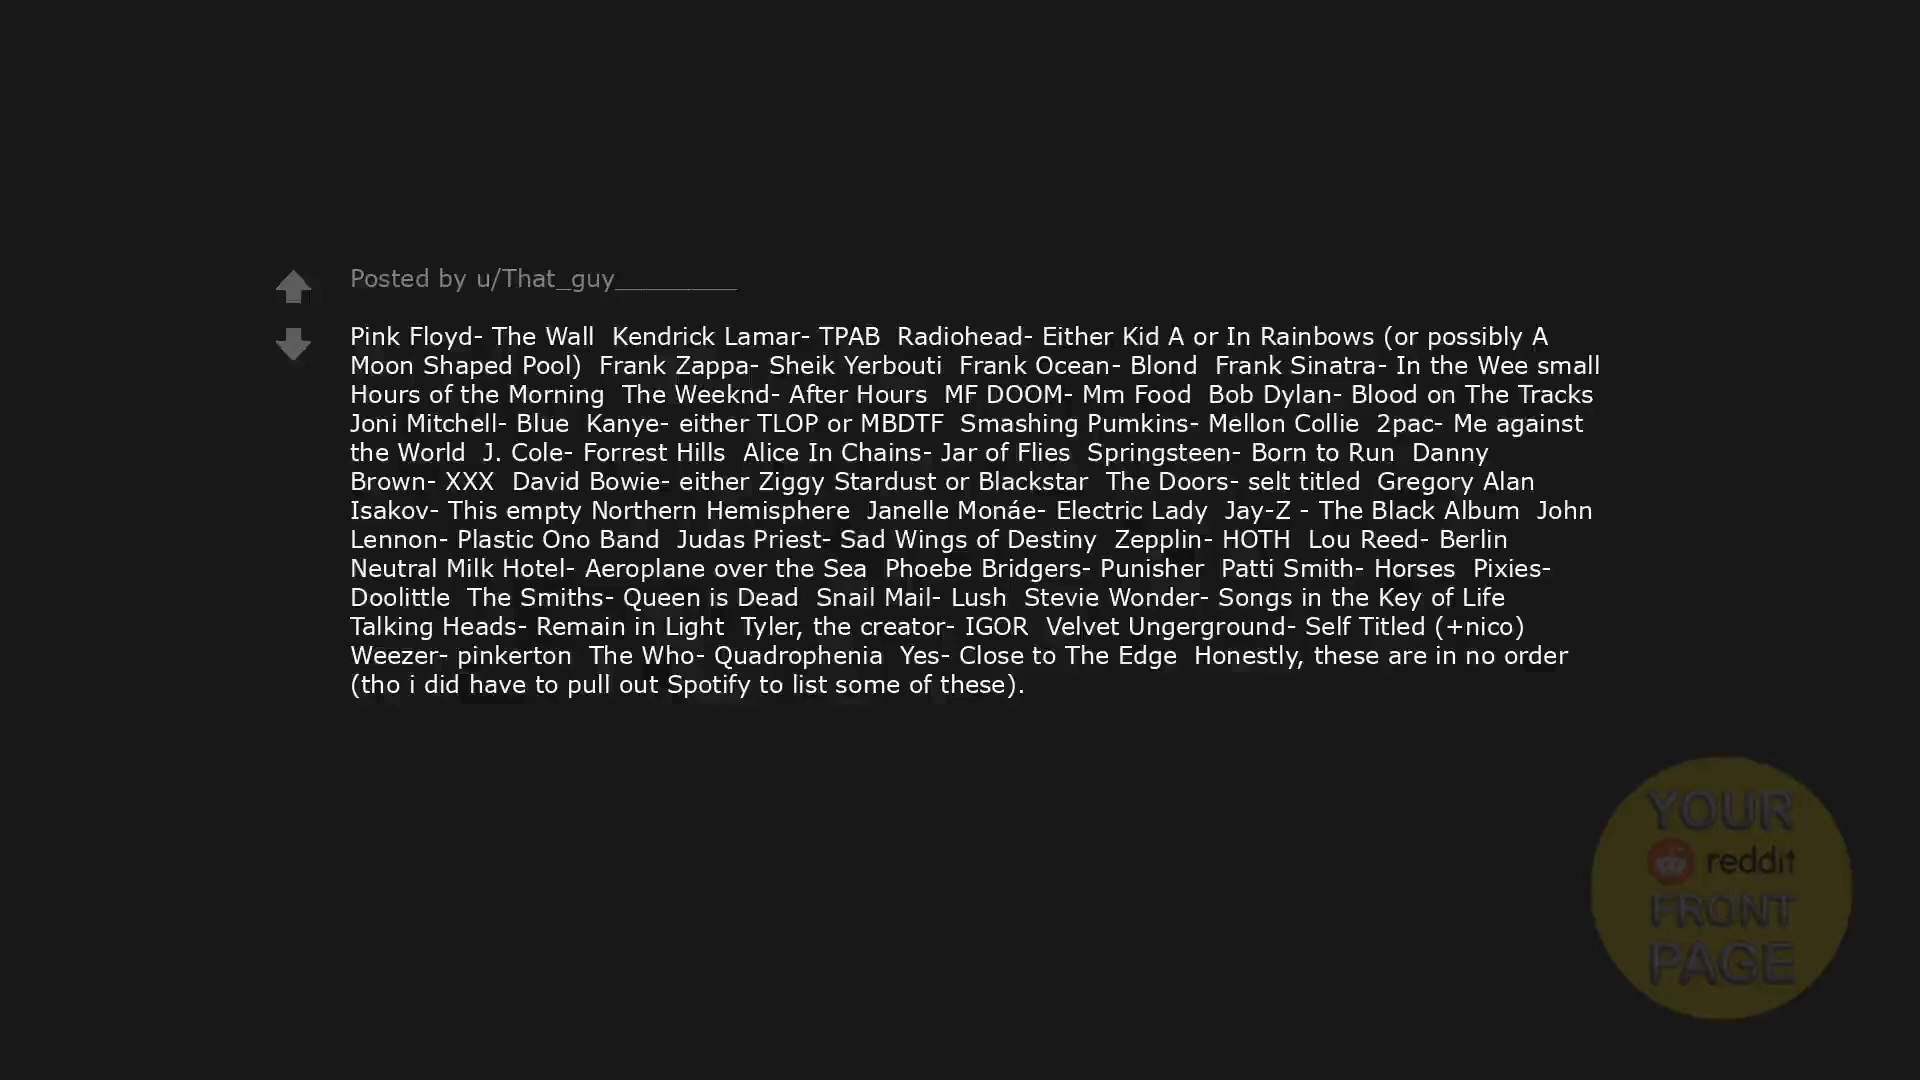 Posted by u/That_guy__________
Pink Floyd- The Wall  Kendrick Lamar- TPAB  Radiohead- Either Kid A or In Rainbows (or possibly A
Moon Shaped Pool)  Frank Zappa- Sheik Yerbouti  Frank Ocean- Blond  Frank Sinatra- In the Wee small
Hours of the Morning  The Weeknd- After Hours  MF DOOM- Mm Food  Bob Dylan- Blood on The Tracks
Joni Mitchell- Blue  Kanye- either TLOP or MBDTF  Smashing Pumkins- Mellon Collie  2pac- Me against
the World  J. Cole- Forrest Hills  Alice In Chains- Jar of Flies  Springsteen- Born to Run  Danny
Brown- XXX  David Bowie- either Ziggy Stardust or Blackstar  The Doors- selt titled  Gregory Alan
Isakov- This empty Northern Hemisphere  Janelle Monáe- Electric Lady  Jay-Z - The Black Album  John
Lennon- Plastic Ono Band  Judas Priest- Sad Wings of Destiny  Zepplin- HOTH  Lou Reed- Berlin
Neutral Milk Hotel- Aeroplane over the Sea  Phoebe Bridgers- Punisher  Patti Smith- Horses  Pixies-
Doolittle  The Smiths- Queen is Dead  Snail Mail- Lush  Stevie Wonder- Songs in the Key of Life
Talking Heads- Remain in Light  Tyler, the creator- IGOR  Velvet Ungerground- Self Titled (+nico)
Weezer- pinkerton  The Who- Quadrophenia  Yes- Close to The Edge  Honestly, these are in no order
(tho i did have to pull out Spotify to list some of these).
YOUR
reddit
FRONT
PAGE